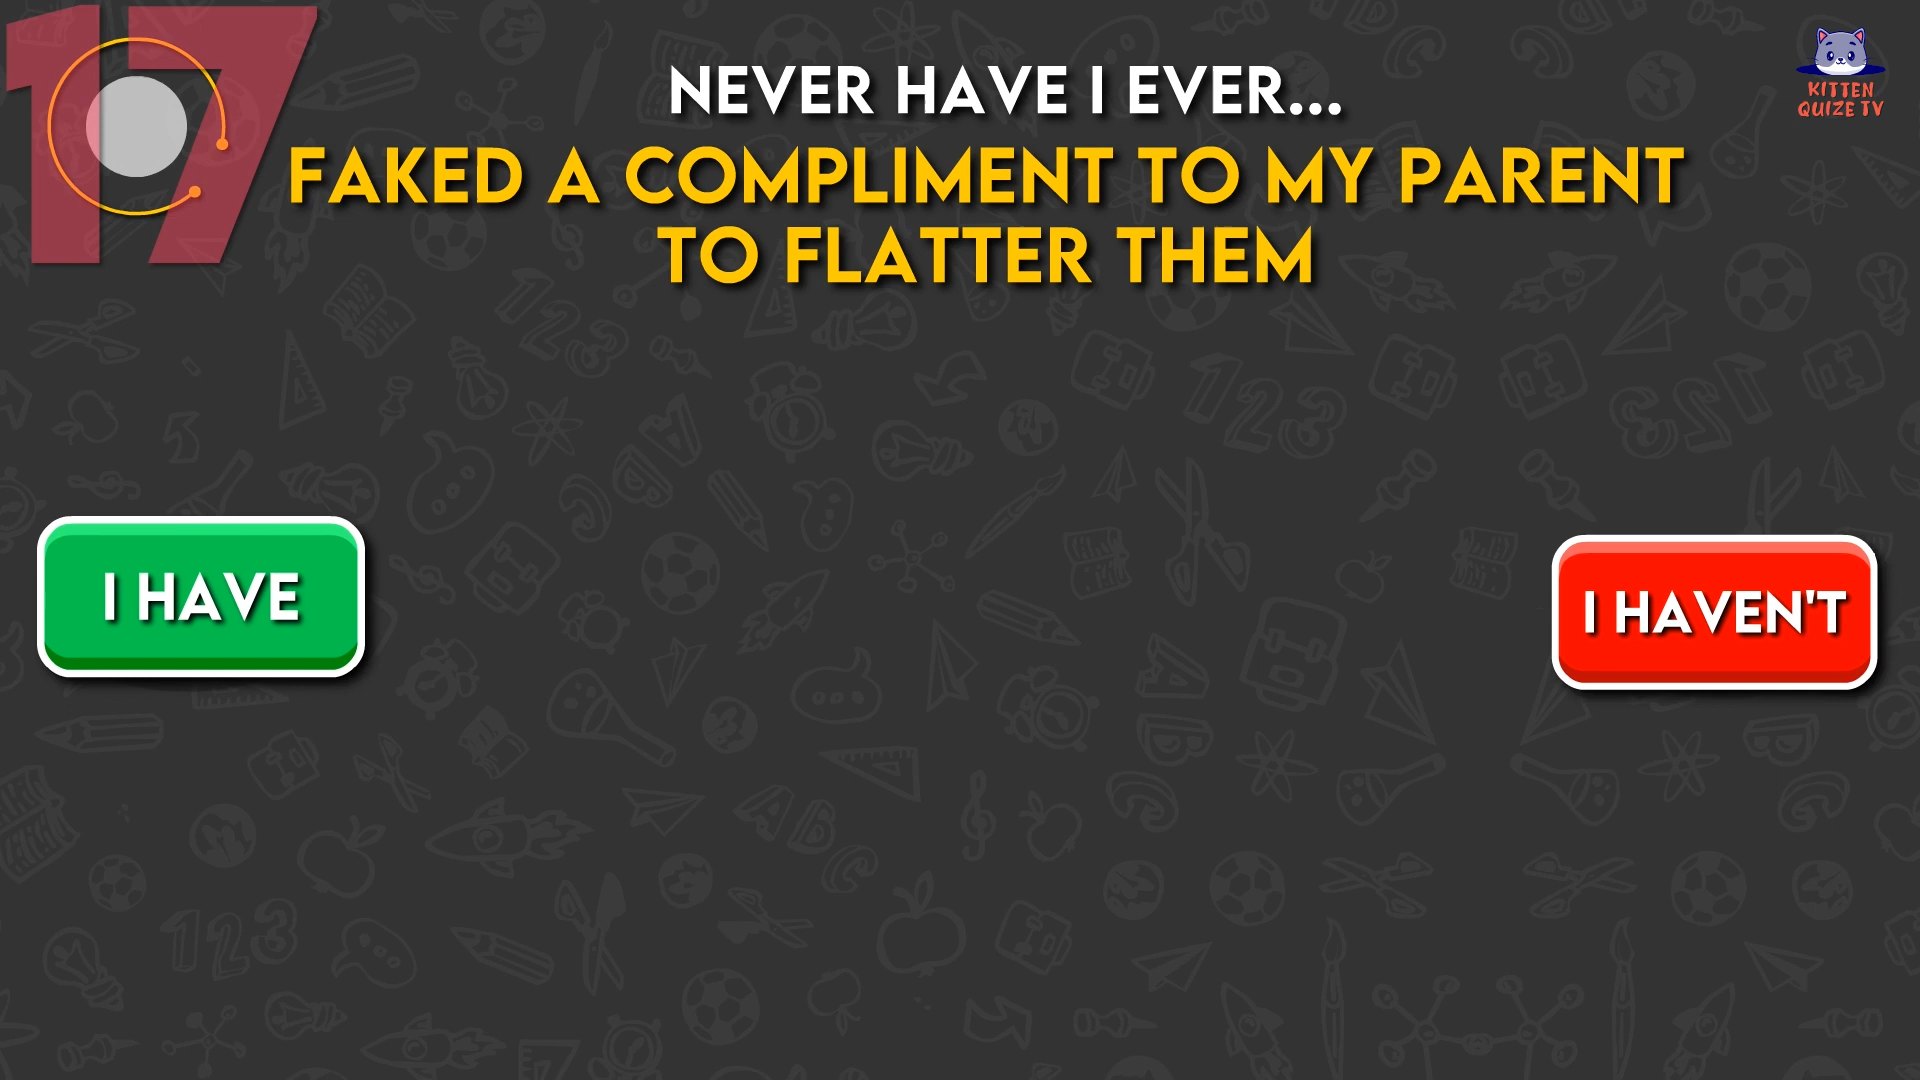 17
NEVER HAVE I EVER...
FAKED A COMPLIMENT TO MY PARENT
TO FLATTER THEM
KITTEN
QUIZE TV
I HAVE
I HAVEN'T